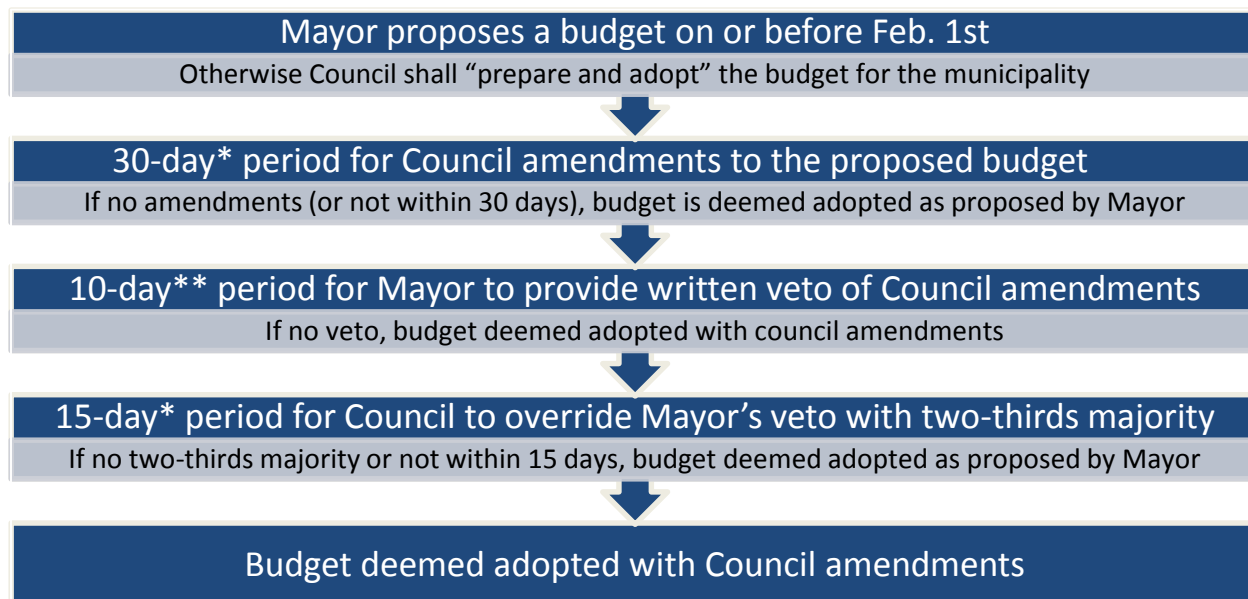 Mayor proposes a budget on or before Feb. 1st
Otherwise Council shall “prepare and adopt” the budget for the municipality
30-day* period for Council amendments to the proposed budget
If no amendments (or not within 30 days), budget is deemed adopted as proposed by Mayor
10-day** period for Mayor to provide written veto of Council amendments
If no veto, budget deemed adopted with council amendments
15-day* period for Council to override Mayor’s veto with two-thirds majority
If no two-thirds majority or not within 15 days, budget deemed adopted as proposed by Mayor
Budget deemed adopted with Council amendments